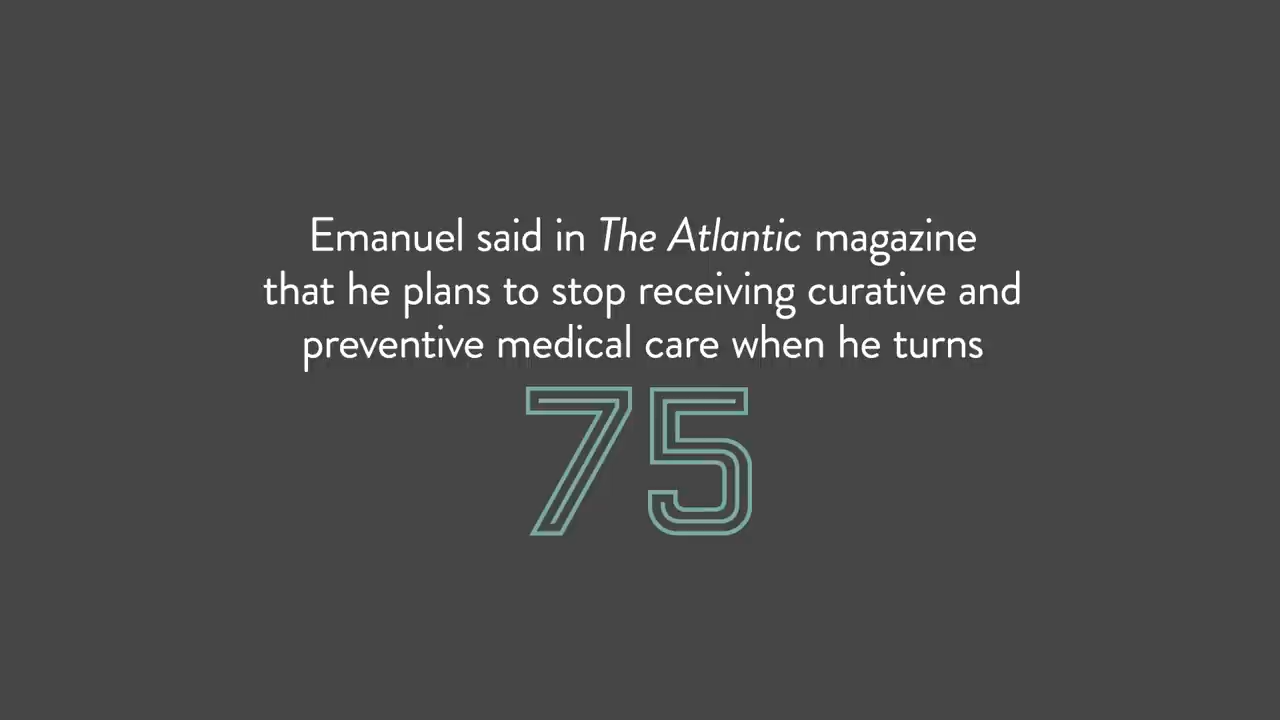 Emanuel said in The Atlantic magazine
that he plans to stop receiving curative and
preventive medical care when he turns
75